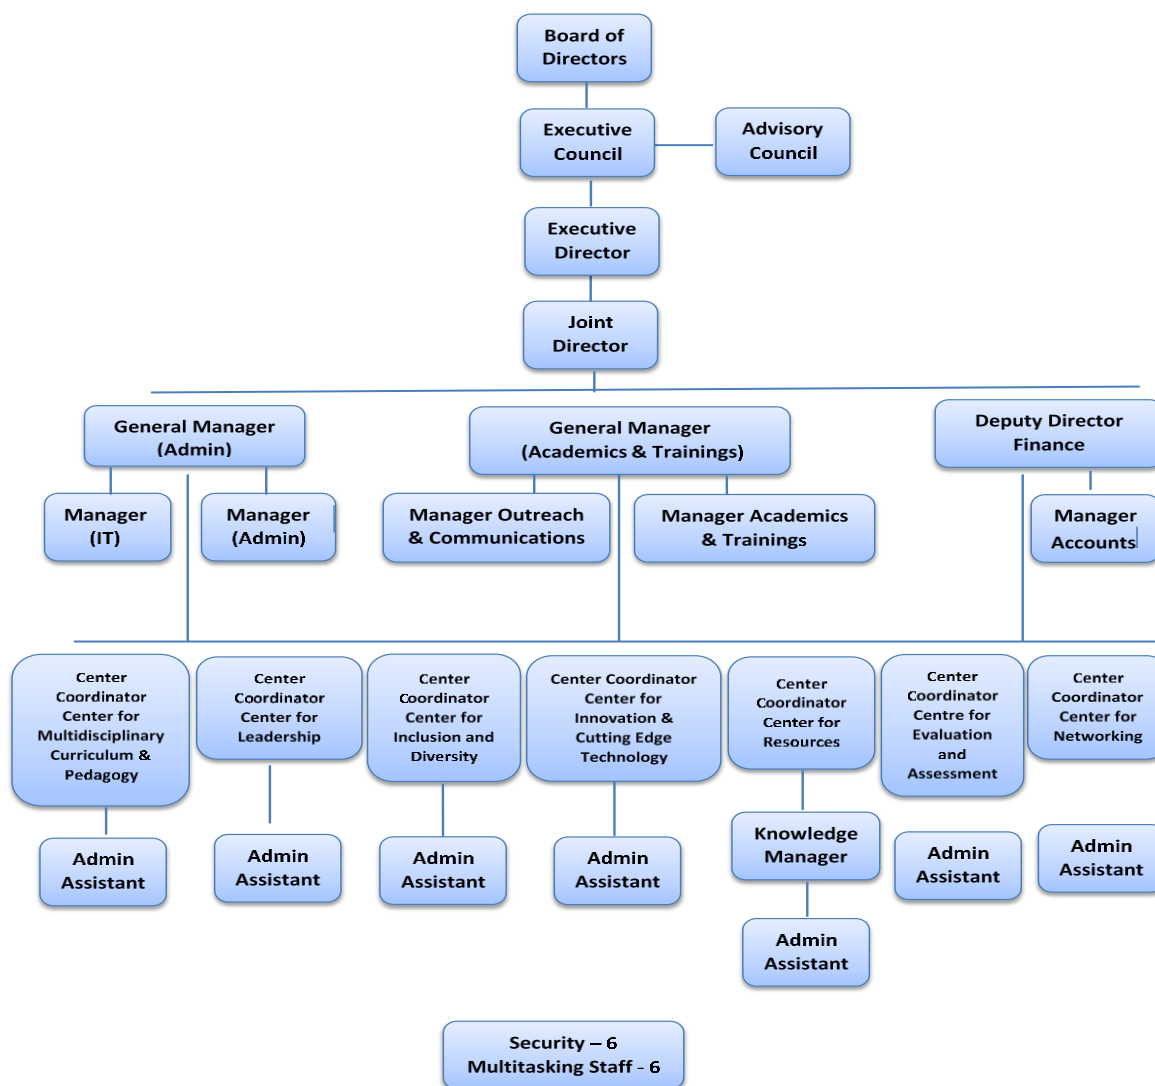 Board of
Directors
Executive
Council
Advisory
Council
Executive
Director
Joint
Director
General Manager
(Admin)
General Manager
(Academics & Trainings)
Deputy Director
Finance
Manager
(IT)
Manager
(Admin)
Manager Outreach
& Communications
Manager Academics
& Trainings
Manager
Accounts
Center
Coordinator
Center for
Multidisciplinary
Curriculum &
Pedagogy
Center
Coordinator
Center for
Leadership
Center
Coordinator
Center for
Inclusion and
Diversity
Center Coordinator
Center for
Innovation &
Cutting Edge
Technology
Center
Coordinator
Center for
Resources
Center
Coordinator
Centre for
Evaluation
and
Assessment
Center
Coordinator
Center for
Networking
Admin
Assistant
Admin
Assistant
Admin
Assistant
Admin
Assistant
Knowledge
Manager
Admin
Assistant
Admin
Assistant
Admin
Assistant
Security – 6
Multitasking Staff - 6